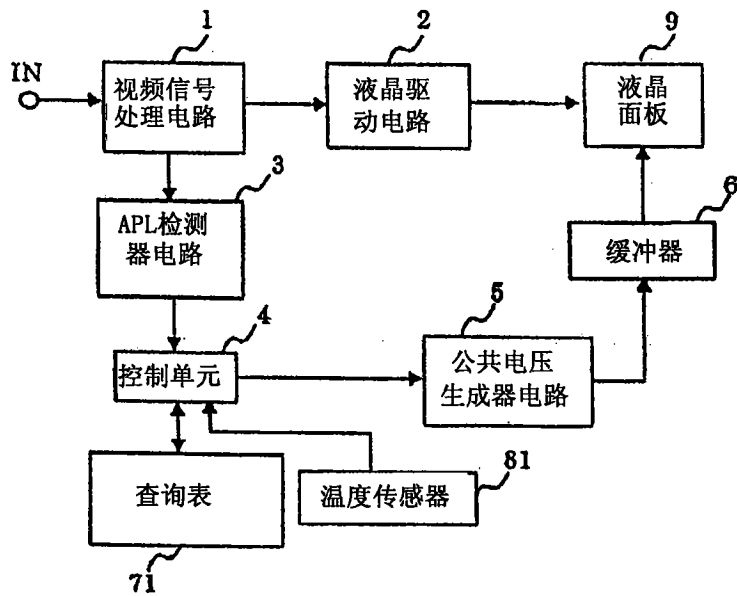 1
2
9
IN
视频信号
处理电路
液晶驱
动电路
液晶
面板
3
6
APL检测
器电路
缓冲器
4
5
控制单元
公共电压
生成器电路
81
查询表
温度传感器
71